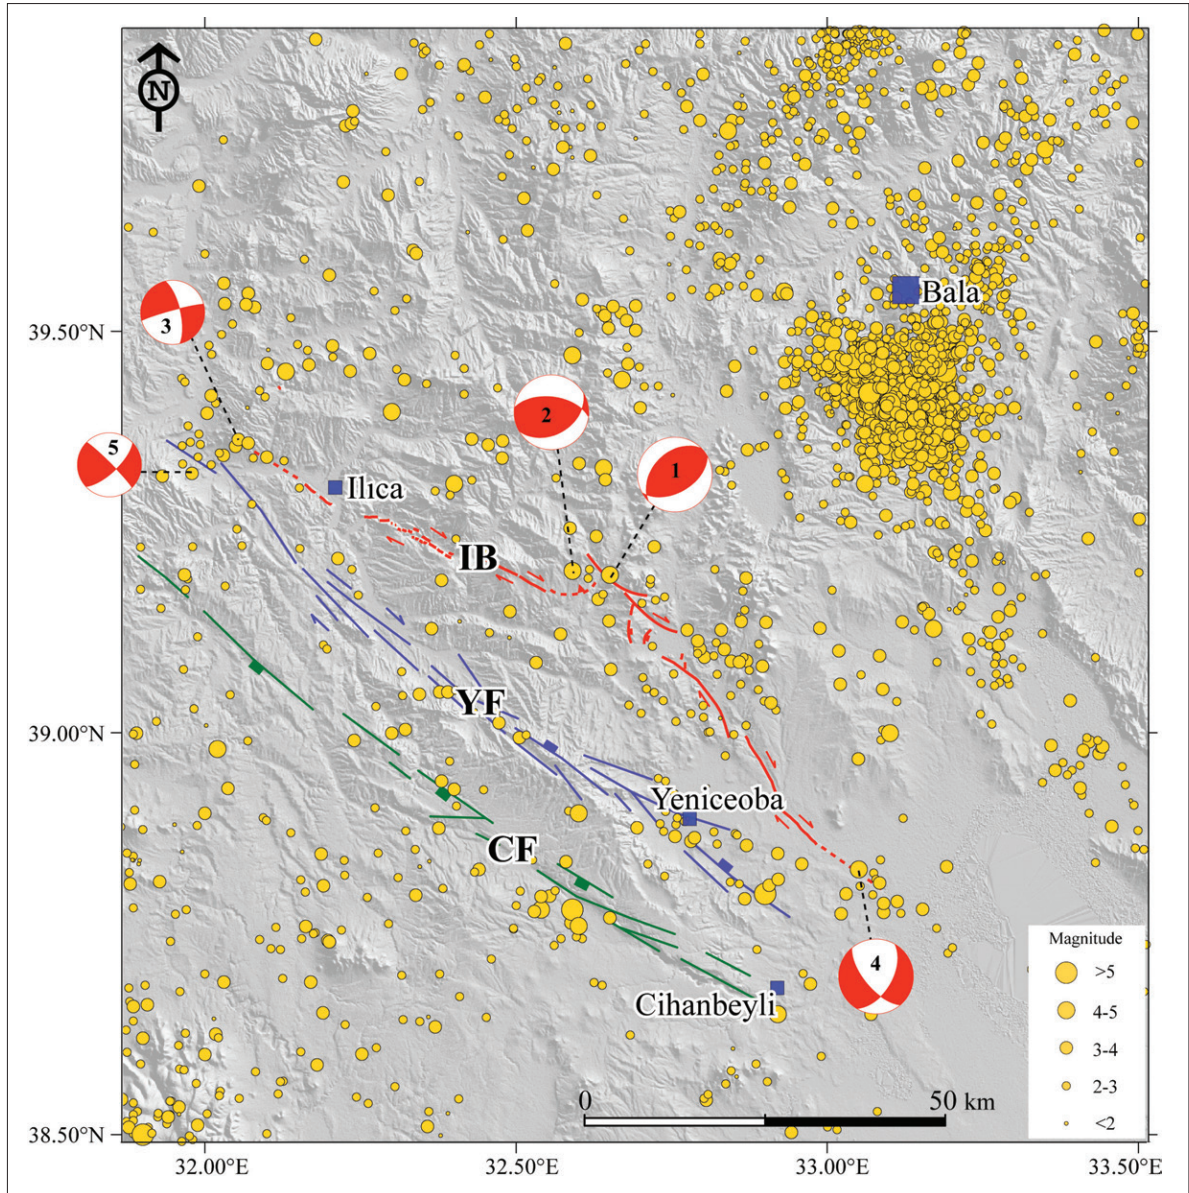 N
Bala
3
39.50°N
2
5
1
Ilıca
IB
YF
39.00°N
Yeniceoba
CF
Magnitude
4
>5
Cihanbeyli
4-5
3-4
0
50 km
2-3
<2
38.50°N
32.00°E
32.50°E
33.00°E
33.50°E